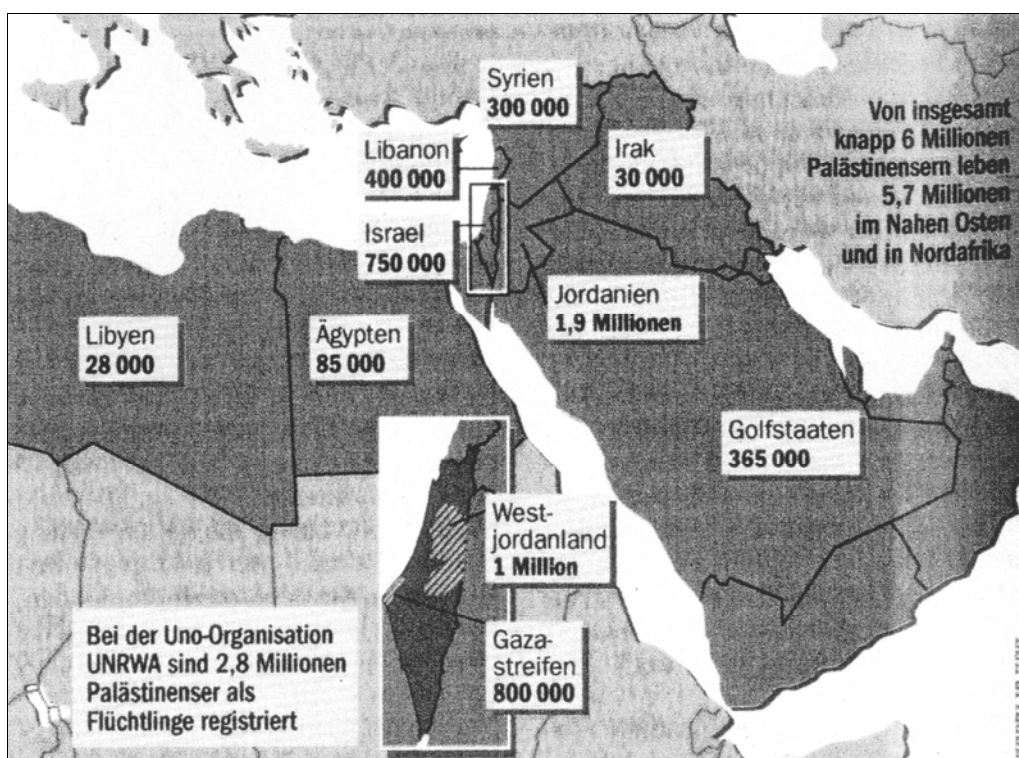 Syrien
300 000
Von insgesamt
knapp 6 Millionen
Palästinensern leben
5,7 Millionen
im Nahen Osten
und in Nordafrika
Libanon
400 000
Irak
30 000
Israel
750 000
Jordanien
1,9 Millionen
Libyen
28 000
Ägypten
85 000
Golfstaaten
365 000
West-
jordanland
1 Million
Gaza-
streifen
800 000
Bei der Uno-Organisation
UNRWA sind 2,8 Millionen
Palästinenser als
Flüchtlinge registriert